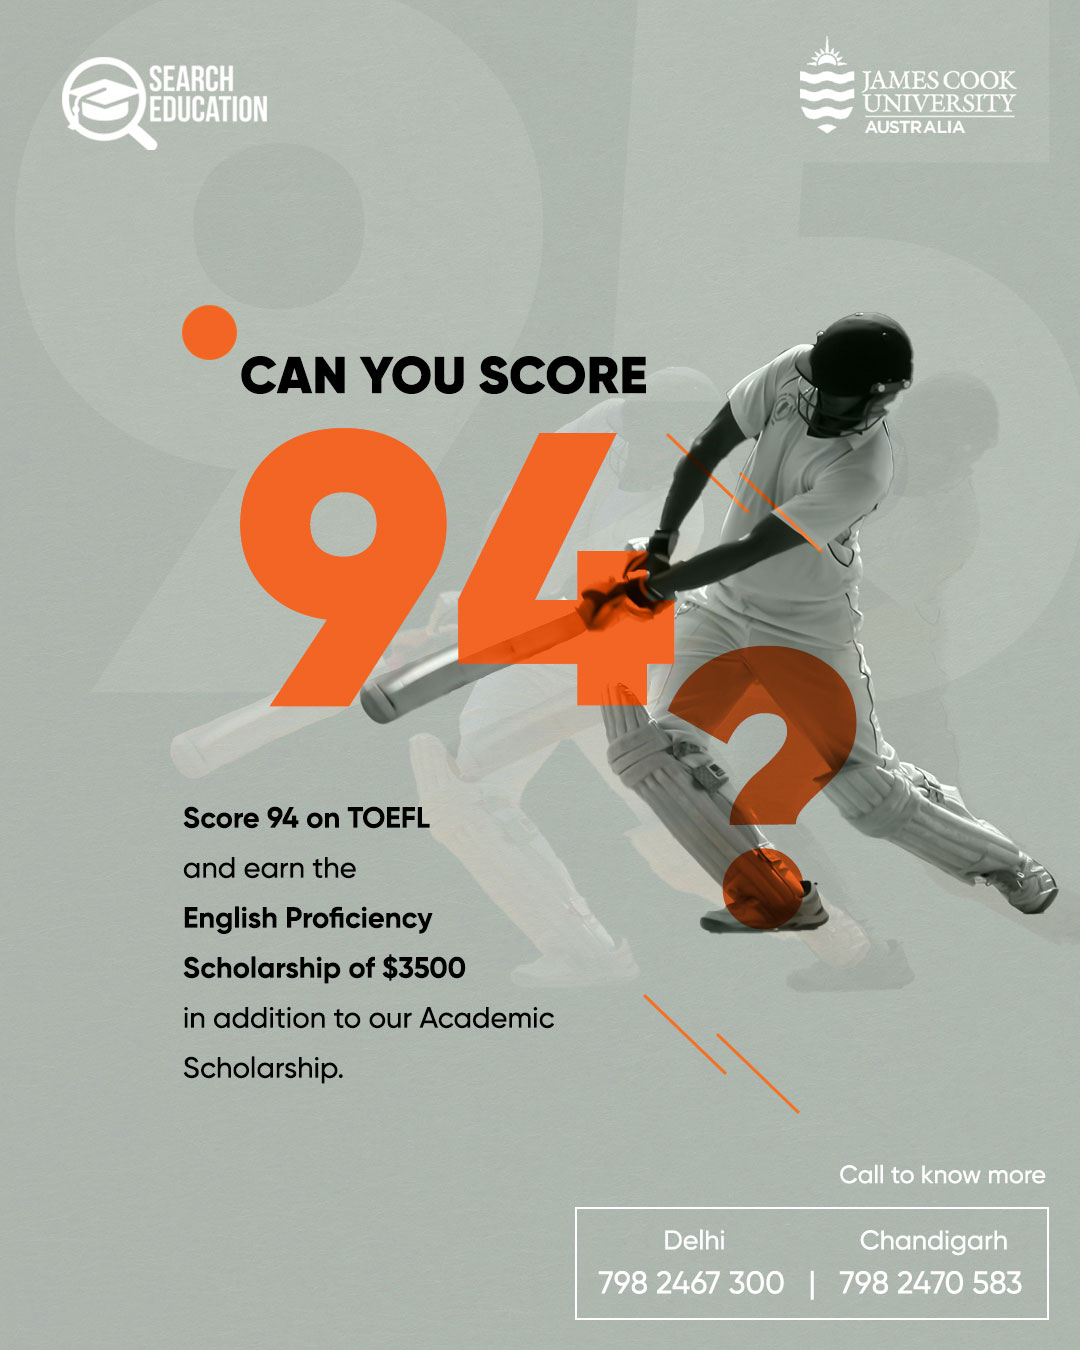 SEARCH
EDUCATION
JAMES COOK
UNIVERSITY
AUSTRALIA
95
CAN YOU SCORE
94
?
Score 94 on TOEFL
and earn the
English Proficiency
Scholarship of $3500
in addition to our Academic
Scholarship.
Call to know more
Delhi
Chandigarh
798 2467 300 | 798 2470 583